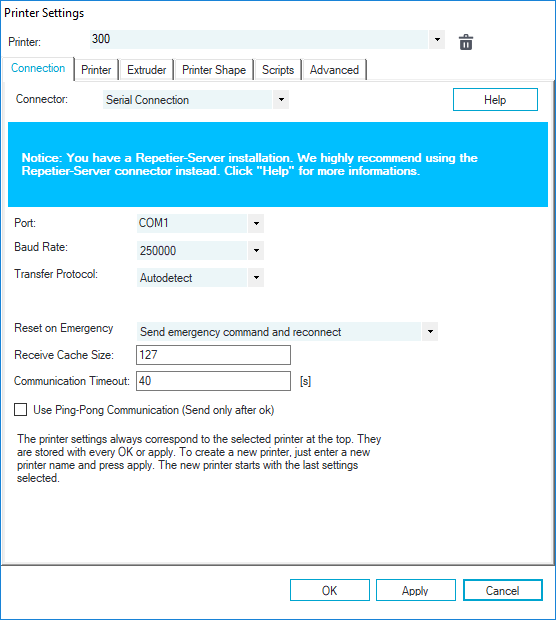 Printer Settings
Printer: 300
Connection Printer Extruder Printer Shape Scripts Advanced
Connector: Serial Connection Help
Notice: You have a Repetier-Server installation. We highly recommend using the
Repetier-Server connector instead. Click "Help" for more informations.
Port: COM1
Baud Rate: 250000
Transfer Protocol: Autodetect
Reset on Emergency Send emergency command and reconnect
Receive Cache Size: 127
Communication Timeout: 40 [s]
Use Ping-Pong Communication (Send only after ok)
The printer settings always correspond to the selected printer at the top. They
are stored with every OK or apply. To create a new printer, just enter a new
printer name and press apply. The new printer starts with the last settings
selected.
OK Apply Cancel